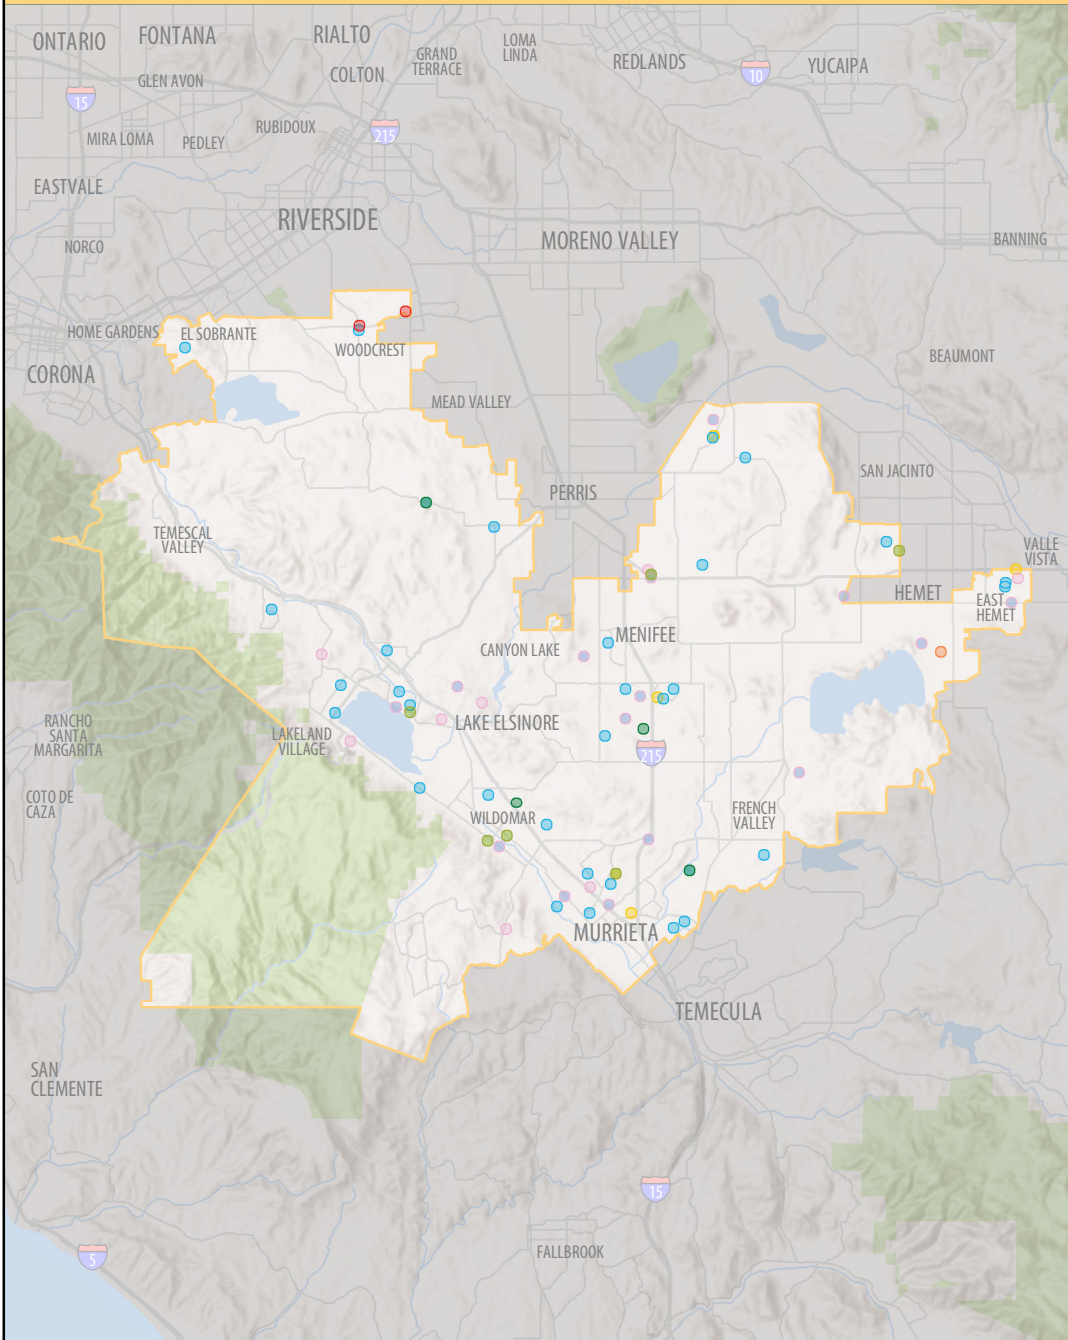 ONTARIO
FONTANA
RIALTO
GRAND
TERRACE
LOMA
LINDA
REDLANDS
YUCAIPA
10
GLEN AVON
COLTON
15
215
MIRA LOMA
PEDLEY
RUBIDOUX
EASTVALE
RIVERSIDE
NORCO
MORENO VALLEY
BANNING
HOME GARDENS
EL SOBRANTE
WOODCREST
CORONA
BEAUMONT
MEAD VALLEY
SAN JACINTO
PERRIS
TEMESCAL
VALLEY
VALLE
VISTA
HEMET
EAST
HEMET
MENIFEE
CANYON LAKE
RANCHO
SANTA
MARGARITA
LAKELAND
VILLAGE
LAKE ELSINORE
215
COTO DE
CAZA
WILDOMAR
FRENCH
VALLEY
MURRIETA
TEMECULA
SAN
CLEMENTE
15
5
FALLBROOK